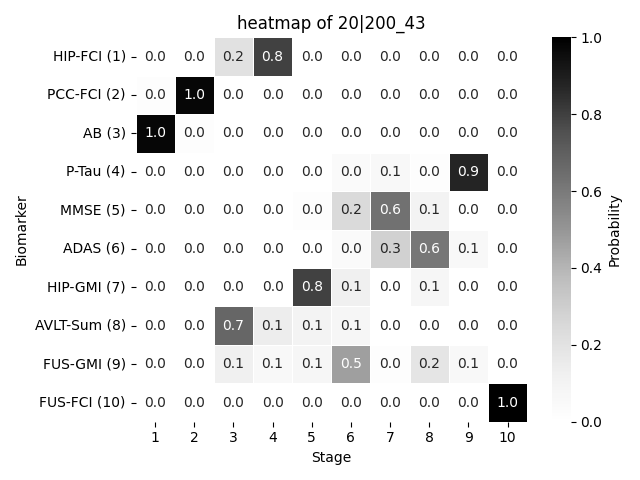 heatmap of 20|200_43
HIP-FCI (1) 0.0 0.0 0.2 0.8 0.0 0.0 0.0 0.0 0.0 0.0
PCC-FCI (2) 0.0 1.0 0.0 0.0 0.0 0.0 0.0 0.0 0.0 0.0
AB (3) 1.0 0.0 0.0 0.0 0.0 0.0 0.0 0.0 0.0 0.0
P-Tau (4) 0.0 0.0 0.0 0.0 0.0 0.0 0.1 0.0 0.9 0.0
MMSE (5) 0.0 0.0 0.0 0.0 0.0 0.2 0.6 0.1 0.0 0.0
ADAS (6) 0.0 0.0 0.0 0.0 0.0 0.0 0.3 0.6 0.1 0.0
HIP-GMI (7) 0.0 0.0 0.0 0.0 0.8 0.1 0.0 0.1 0.0 0.0
AVLT-Sum (8) 0.0 0.0 0.7 0.1 0.1 0.1 0.0 0.0 0.0 0.0
FUS-GMI (9) 0.0 0.0 0.1 0.1 0.1 0.5 0.0 0.2 0.1 0.0
FUS-FCI (10) 0.0 0.0 0.0 0.0 0.0 0.0 0.0 0.0 0.0 1.0
1 2 3 4 5 6 7 8 9 10
Stage
Biomarker
1.0
0.8
0.6
0.4
0.2
0.0
Probability